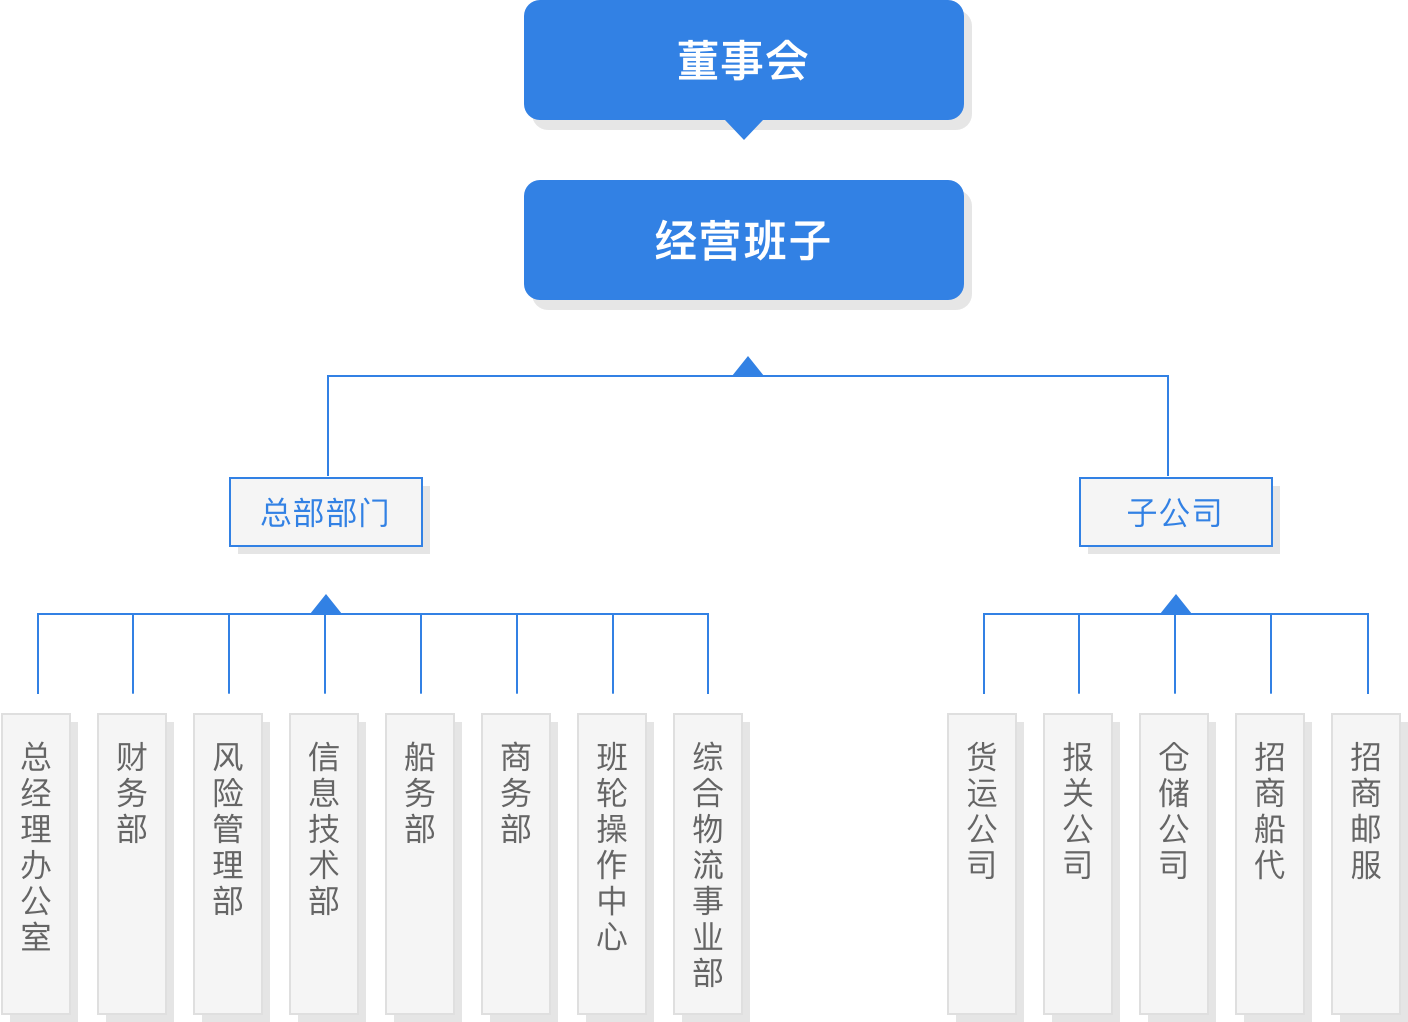 董事会
经营班子
总部部门
子公司
总经理办公室
财务部
风险管理部
信息技术部
船务部
商务部
班轮操作中心
综合物流事业部
货运公司
报关公司
仓储公司
招商船代
招商邮服